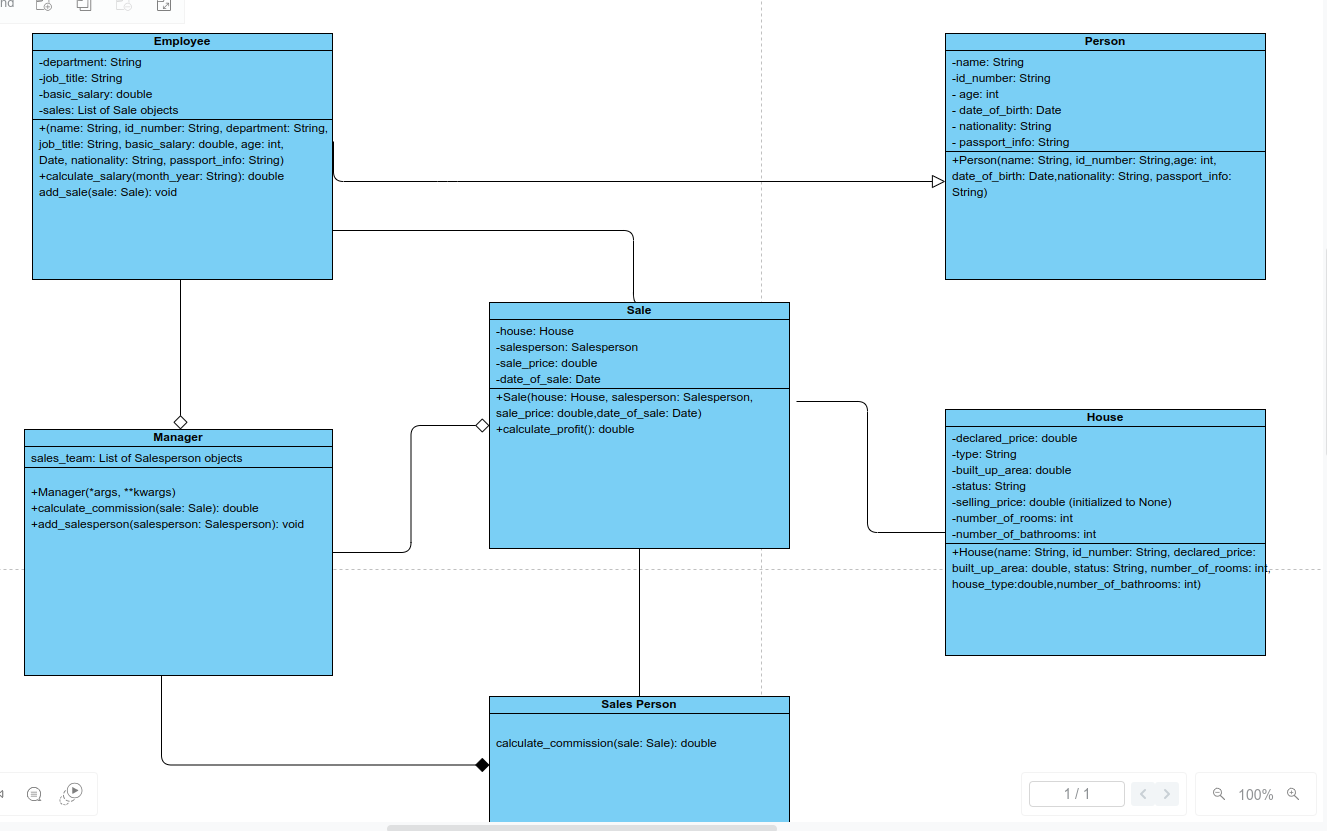 nd
Employee
-department: String
-job_title: String
-basic_salary: double
-sales: List of Sale objects
+(name: String, id_number: String, department: String,
job_title: String, basic_salary: double, age: int,
Date, nationality: String, passport_info: String)
+calculate_salary(month_year: String): double
add_sale(sale: Sale): void
Person
-name: String
-id_number: String
- age: int
- date_of_birth: Date
- nationality: String
- passport_info: String
+Person(name: String, id_number: String,age: int,
date_of_birth: Date,nationality: String, passport_info:
String)
Sale
-house: House
-salesperson: Salesperson
-sale_price: double
-date_of_sale: Date
+Sale(house: House, salesperson: Salesperson,
sale_price: double,date_of_sale: Date)
+calculate_profit(): double
House
-declared_price: double
-type: String
-built_up_area: double
-status: String
-selling_price: double (initialized to None)
-number_of_rooms: int
-number_of_bathrooms: int
+House(name: String, id_number: String, declared_price:
built_up_area: double, status: String, number_of_rooms: int,
house_type:double,number_of_bathrooms: int)
Manager
sales_team: List of Salesperson objects
+Manager(*args, **kwargs)
+calculate_commission(sale: Sale): double
+add_salesperson(salesperson: Salesperson): void
Sales Person
calculate_commission(sale: Sale): double
1 / 1
100%